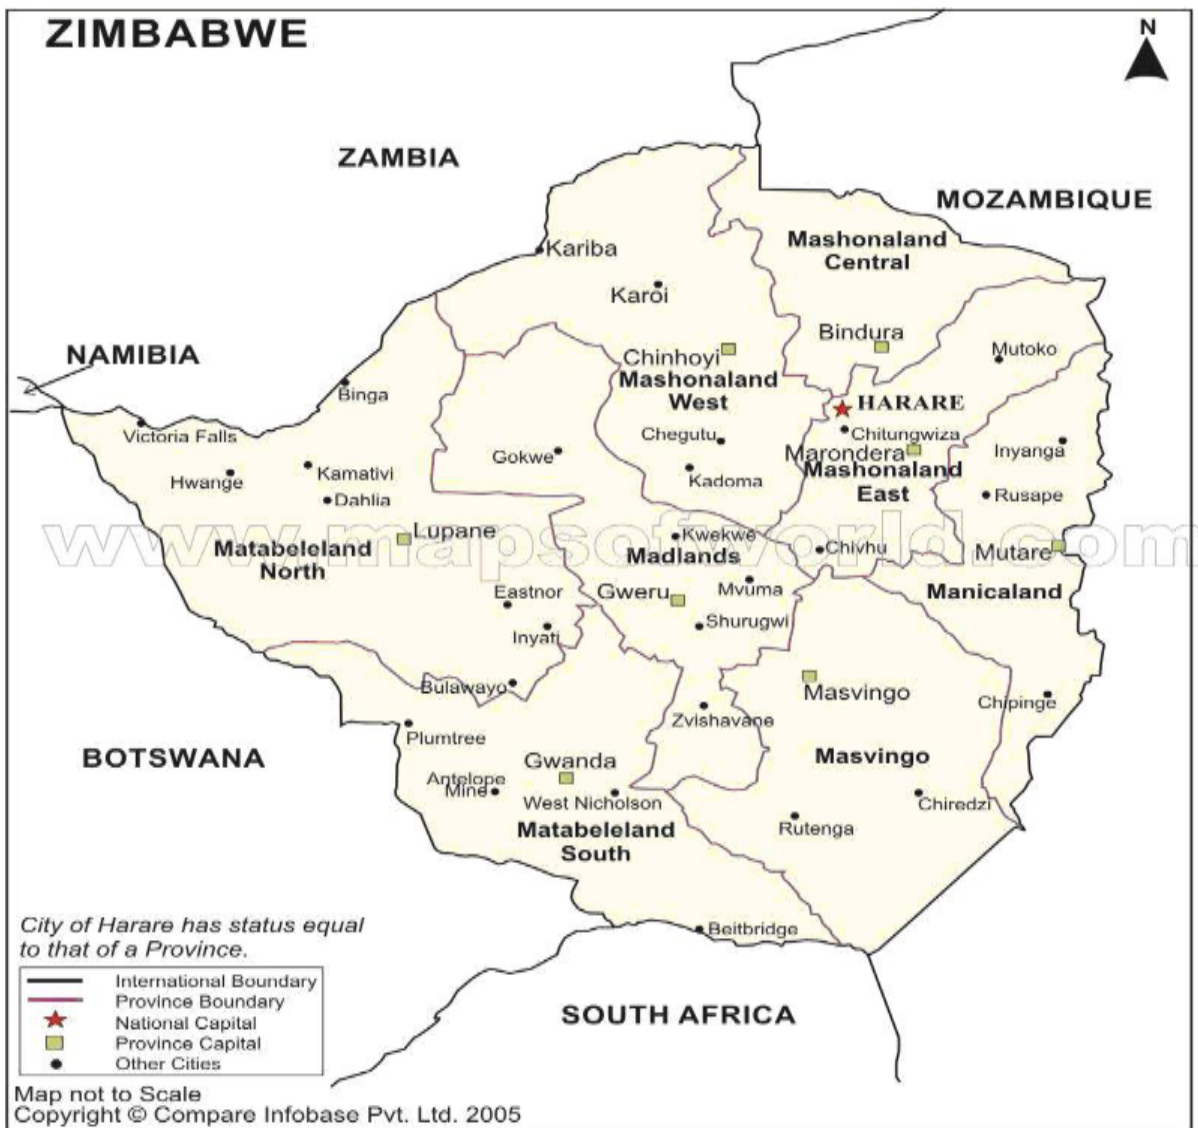 ZIMBABWE
N
ZAMBIA
MOZAMBIQUE
Mashonaland
Central
Kariba
Karoi
Bindura
NAMIBIA
Chinhoyi
Mutoko
Mashonaland
West
Binga
HARARE
Victoria Falls
Chegutu
Chitungwiza
Marondera
Inyanga
Gokwe
Mashonaland
East
Hwange
Kamativi
Kadoma
Dahlia
Rusape
www.mapsofworld.com
Lupane
Kwekwe
Matabeleland
North
Madlands
Chivhu
Mutare
Eastnor
Gweru
Mvuma
Manicaland
Inyati
Shurugwi
Bulawayo
Masvingo
Chipinge
Zvishavane
Plumtree
BOTSWANA
Gwanda
Masvingo
Antelope
Mine
West Nicholson
Chiredzi
Matabeleland
South
Rutenga
City of Harare has status equal
to that of a Province.
Beitbridge
International Boundary
Province Boundary
National Capital
Province Capital
Other Cities
SOUTH AFRICA
Map not to Scale
Copyright © Compare Infobase Pvt. Ltd. 2005